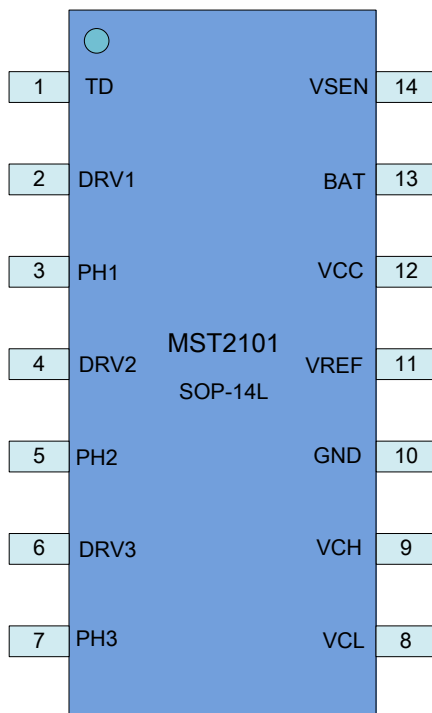 1 TD VSEN 14
2 DRV1 BAT 13
3 PH1 VCC 12
MST2101
4 DRV2 VREF 11
SOP-14L
5 PH2 GND 10
6 DRV3 VCH 9
7 PH3 VCL 8